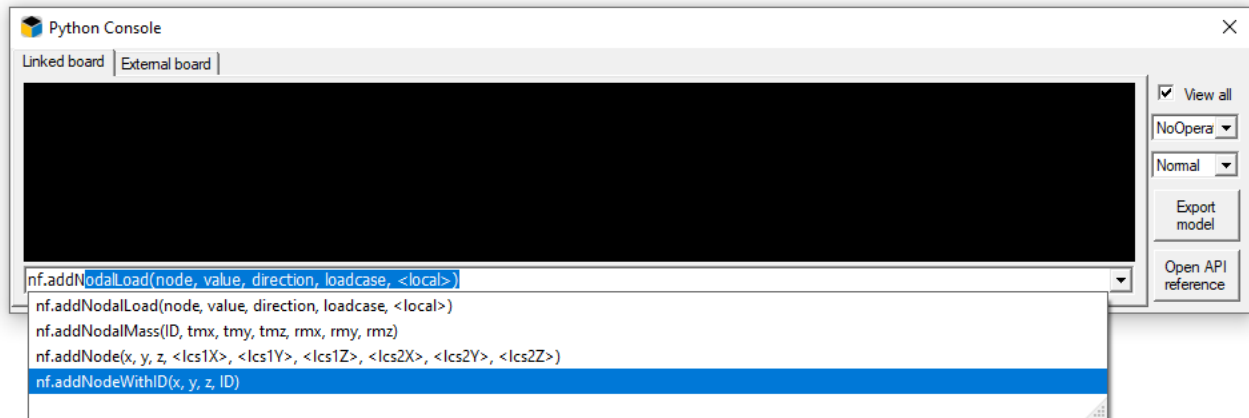 Python Console
Linked board
External board
View all
NoOpera
Normal
Export
model
Open API
reference
nf.addNodalLoad(node, value, direction, loadcase, <local>)
nf.addNodalLoad(node, value, direction, loadcase, <local>)
nf.addNodalMass(ID, tmx, tmy, tmz, rmx, rmy, rmz)
nf.addNode(x, y, z, <lcs1X>, <lcs1Y>, <lcs1Z>, <lcs2X>, <lcs2Y>, <lcs2Z>)
nf.addNodeWithID(x, y, z, ID)